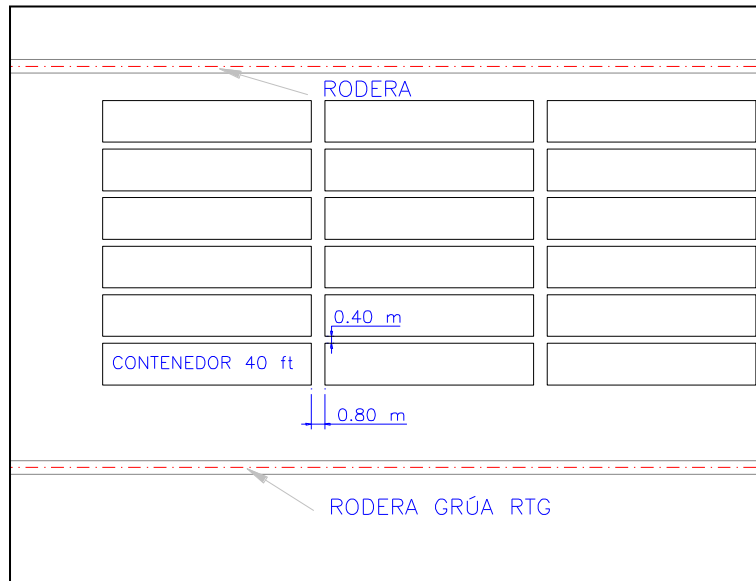 RODERA
0.40 m
CONTENEDOR 40 ft
0.80 m
RODERA GRÚA RTG